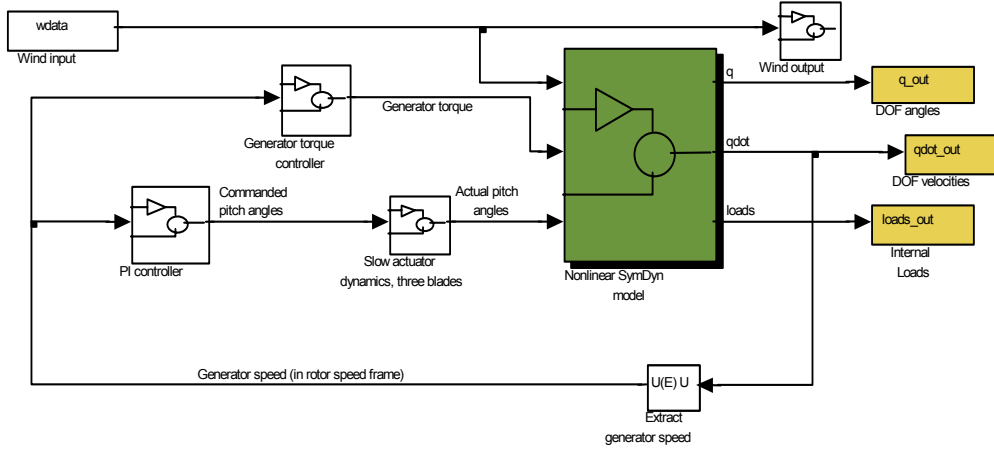 wdata
Wind input
Wind output
q
q_out
DOF angles
Generator torque
Generator torque
controller
qdot
qdot_out
DOF velocities
Commanded
pitch angles
Actual pitch
angles
loads
loads_out
Internal
Loads
PI controller
Slow actuator
dynamics, three blades
Nonlinear SymDyn
model
Generator speed (in rotor speed frame)
U(E) U
Extract
generator speed